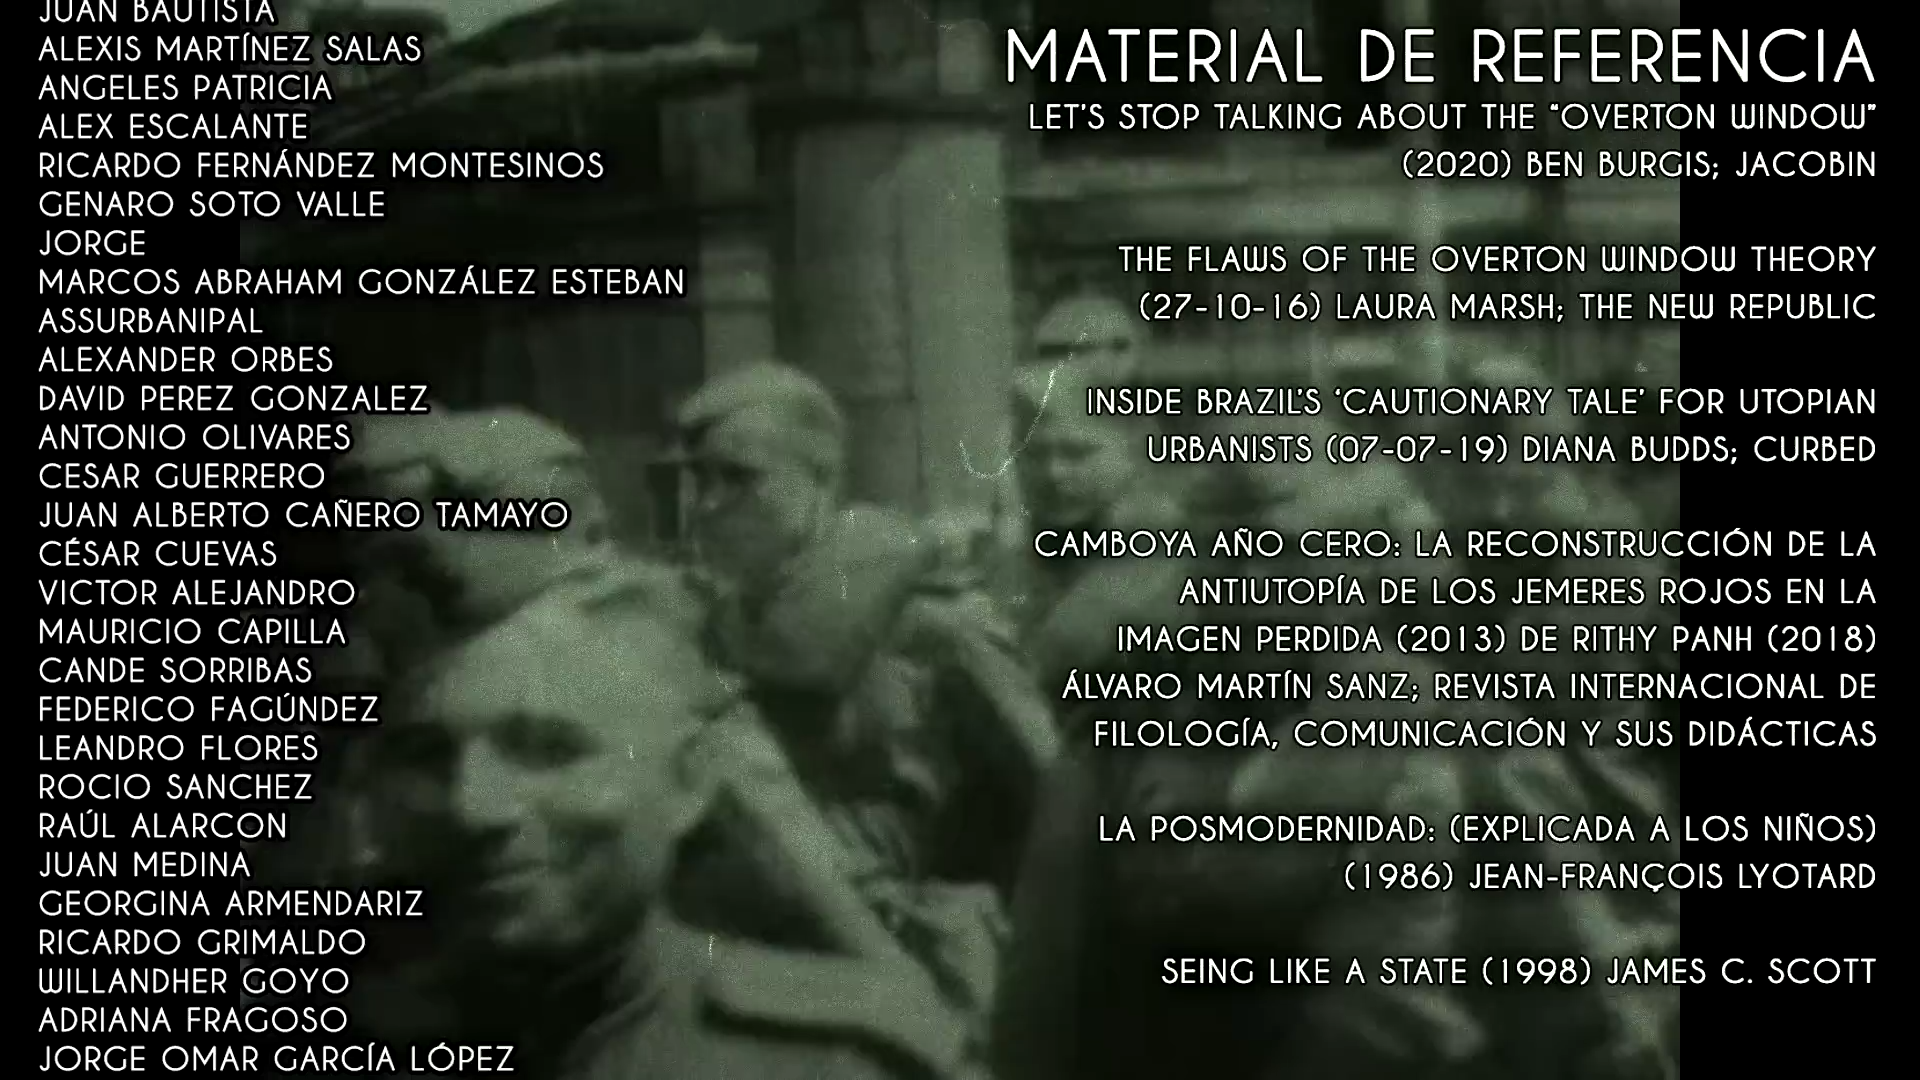 JUAN BAUTISTA
ALEXIS MARTÍNEZ SALAS
ANGELES PATRICIA
ALEX ESCALANTE
RICARDO FERNÁNDEZ MONTESINOS
GENARO SOTO VALLE
JORGE
MARCOS ABRAHAM GONZÁLEZ ESTEBAN
ASSURBANIPAL
ALEXANDER ORBES
DAVID PEREZ GONZALEZ
ANTONIO OLIVARES
CESAR GUERRERO
JUAN ALBERTO CAÑERO TAMAYO
CÉSAR CUEVAS
VICTOR ALEJANDRO
MAURICIO CAPILLA
CANDE SORRIBAS
FEDERICO FAGÚNDEZ
LEANDRO FLORES
ROCIO SANCHEZ
RAÚL ALARCON
JUAN MEDINA
GEORGINA ARMENDARIZ
RICARDO GRIMALDO
WILLANDHER GOYO
ADRIANA FRAGOSO
JORGE OMAR GARCÍA LÓPEZ
MATERIAL DE REFERENCIA
LET'S STOP TALKING ABOUT THE "OVERTON WINDOW"
(2020) BEN BURGIS; JACOBIN
THE FLAWS OF THE OVERTON WINDOW THEORY
(27-10-16) LAURA MARSH; THE NEW REPUBLIC
INSIDE BRAZIL'S 'CAUTIONARY TALE' FOR UTOPIAN
URBANISTS (07-07-19) DIANA BUDDS; CURBED
CAMBOYA AÑO CERO: LA RECONSTRUCCIÓN DE LA
ANTIUTOPÍA DE LOS JEMERES ROJOS EN LA
IMAGEN PERDIDA (2013) DE RITHY PANH (2018)
ÁLVARO MARTÍN SANZ; REVISTA INTERNACIONAL DE
FILOLOGÍA, COMUNICACIÓN Y SUS DIDÁCTICAS
LA POSMODERNIDAD: (EXPLICADA A LOS NIÑOS)
(1986) JEAN-FRANÇOIS LYOTARD
SEING LIKE A STATE (1998) JAMES C. SCOTT